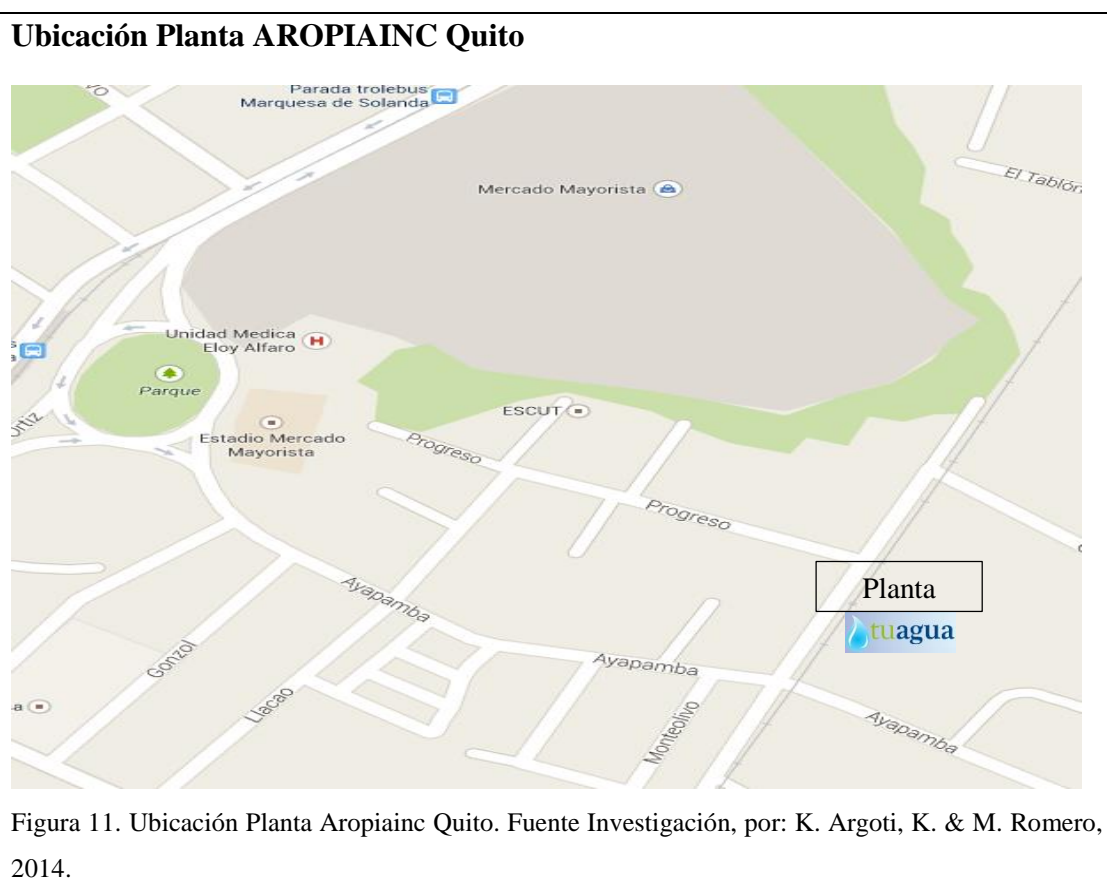 Ubicación Planta AROPIAINC Quito
Parada trolebus
Marquesa de Solanda
Mercado Mayorista
El Tablón
Unidad Medica
Eloy Alfaro
H
Parque
Ortiz
ESCUT
Estadio Mercado
Mayorista
Progreso
Progreso
Planta
tuagua
Ayapamba
Ayapamba
Ayapamba
Gonzol
Llacao
Monteolivo
a
Figura 11. Ubicación Planta Aropiainc Quito. Fuente Investigación, por: K. Argoti, K. & M. Romero,
2014.